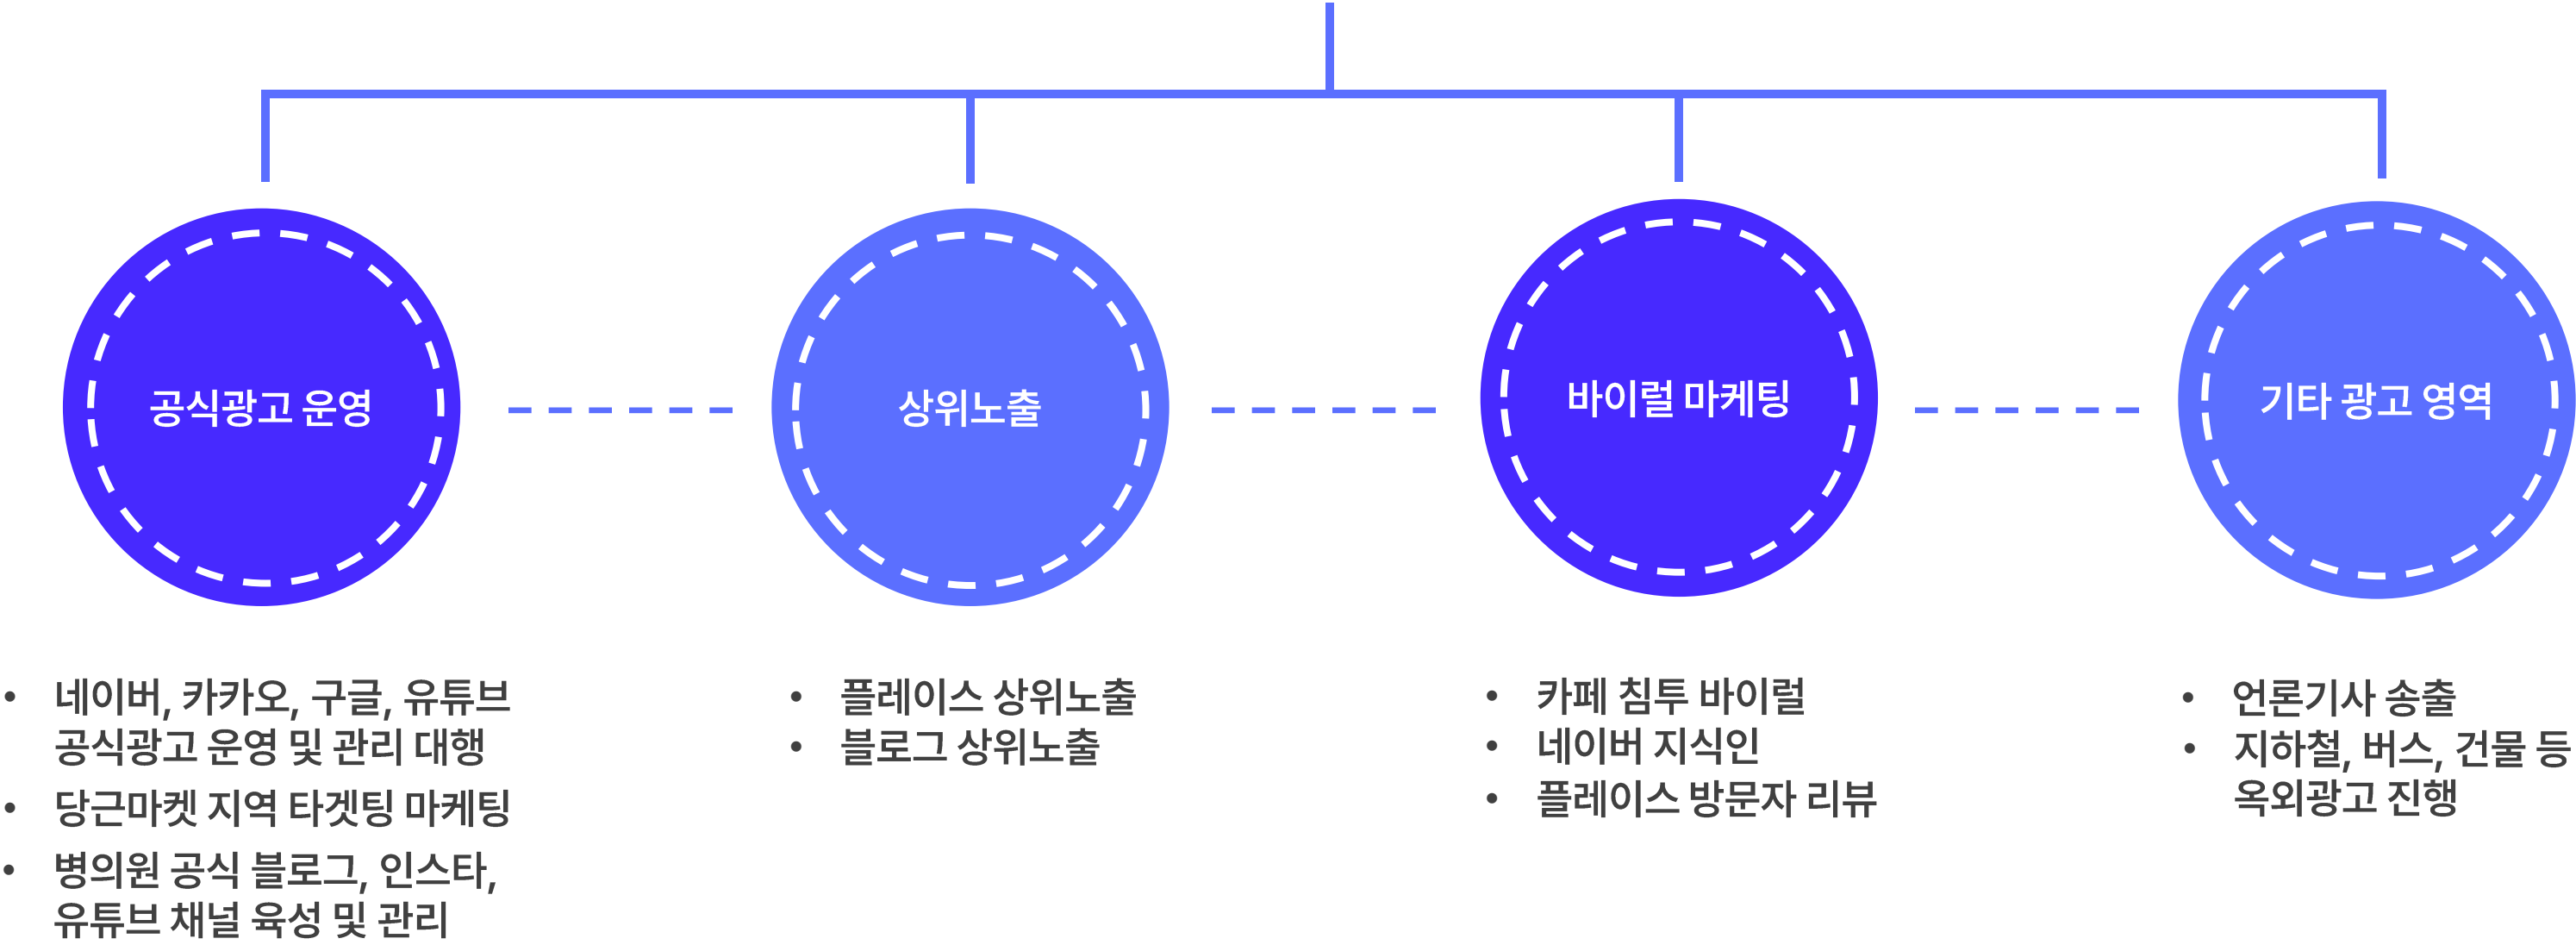 공식광고 운영
상위노출
바이럴 마케팅
기타 광고 영역
• 네이버, 카카오, 구글, 유튜브
공식광고 운영 및 관리 대행
• 당근마켓 지역 타겟팅 마케팅
• 병의원 공식 블로그, 인스타,
유튜브 채널 육성 및 관리
• 플레이스 상위노출
• 블로그 상위노출
• 카페 침투 바이럴
• 네이버 지식인
• 플레이스 방문자 리뷰
• 언론기사 송출
• 지하철, 버스, 건물 등
옥외광고 진행